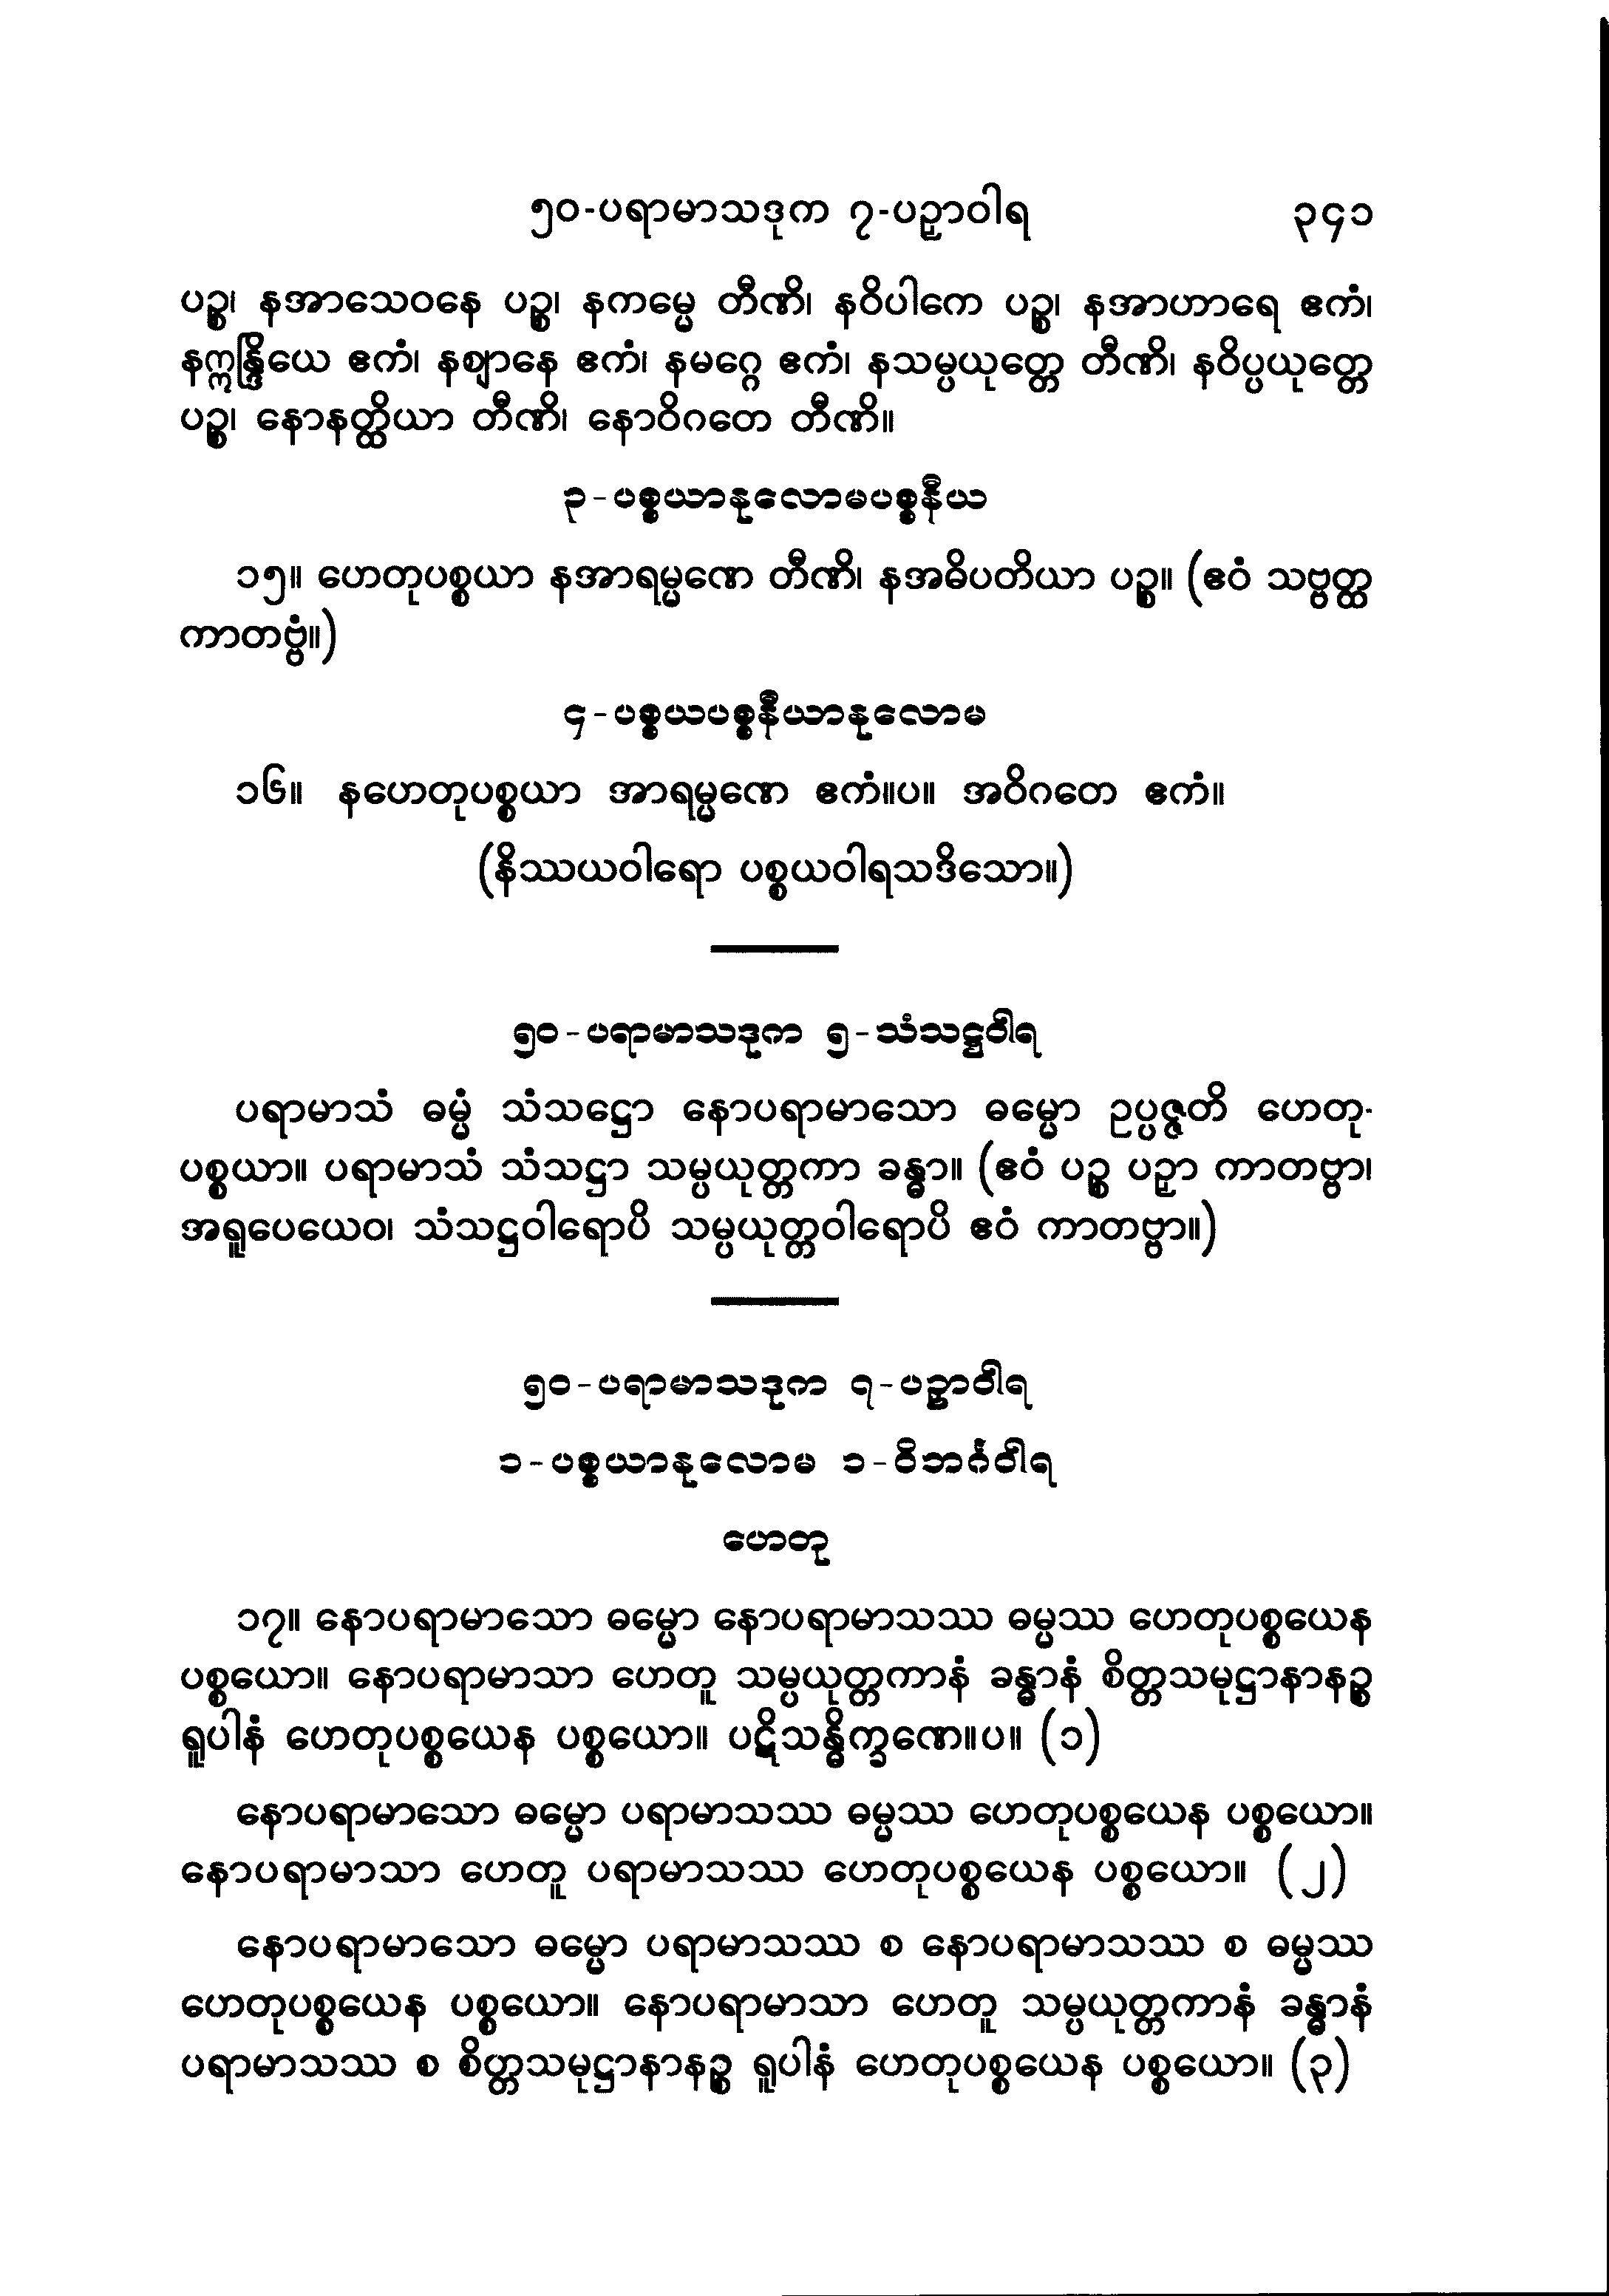 ၅၀-ပရာမာသဒုက ၇-ပဉှာဝါရ ၃၄၁
ပဉ္စ၊ နအာသေဝနေ ပဉ္စ၊ နကမ္မေ တီဏိ၊ နဝိပါကေ ပဉ္စ၊ နအာဟာရေ ဧကံ၊
နဣန္ဒြိယေ ဧကံ၊ နဈာနေ ဧကံ၊ နမဂ္ဂေ ဧကံ၊ နသမ္ပယုတ္တေ တီဏိ၊ နဝိပ္ပယုတ္တေ
ပဉ္စ၊ နောနတ္ထိယာ တီဏိ၊ နောဝိဂတေ တီဏိ။
၃-ပစ္စယာနုလောမပစ္စနီယ
၁၅။ ဟေတုပစ္စယာ နအာရမ္မဏေ တီဏိ၊ နအဓိပတိယာ ပဉ္စ။ (ဧဝံ သဗ္ဗတ္ထ
ကာတဗ္ဗံ။)
၄-ပစ္စယပစ္စနီယာနုလောမ
၁၆။ နဟေတုပစ္စယာ အာရမ္မဏေ ဧကံ။ပ။ အဝိဂတေ ဧကံ။
(နိဿယဝါရော ပစ္စယဝါရသဒိသော။)
၅၀-ပရာမာသဒုက ၅-သံသဋ္ဌဝါရ
ပရာမာသံ ဓမ္မံ သံသဋ္ဌော နောပရာမာသော ဓမ္မော ဥပ္ပဇ္ဇတိ ဟေတု-
ပစ္စယာ။ ပရာမာသံ သံသဋ္ဌာ သမ္ပယုတ္တကာ ခန္ဓာ။ (ဧဝံ ပဉ္စ ပဉှာ ကာတဗ္ဗာ၊
အရူပေယေဝ၊ သံသဋ္ဌဝါရောပိ သမ္ပယုတ္တဝါရောပိ ဧဝံ ကာတဗ္ဗာ။)
၅၀-ပရာမာသဒုက ၇-ပဉှာဝါရ
၁-ပစ္စယာနုလောမ ၁-ဝိဘင်္ဂဝါရ
ဟေတု
၁၇။ နောပရာမာသော ဓမ္မော နောပရာမာသဿ ဓမ္မဿ ဟေတုပစ္စယေန
ပစ္စယော။ နောပရာမာသာ ဟေတူ သမ္ပယုတ္တကာနံ ခန္ဓာနံ စိတ္တသမုဋ္ဌာနာနဉ္စ
ရူပါနံ ဟေတုပစ္စယေန ပစ္စယော။ ပဋိသန္ဓိက္ခဏေ။ပ။ (၁)
နောပရာမာသော ဓမ္မော ပရာမာသဿ ဓမ္မဿ ဟေတုပစ္စယေန ပစ္စယော။
နောပရာမာသာ ဟေတူ ပရာမာသဿ ဟေတုပစ္စယေန ပစ္စယော။ (၂)
နောပရာမာသော ဓမ္မော ပရာမာသဿ စ နောပရာမာသဿ စ ဓမ္မဿ
ဟေတုပစ္စယေန ပစ္စယော။ နောပရာမာသာ ဟေတူ သမ္ပယုတ္တကာနံ ခန္ဓာနံ
ပရာမာသဿ စ စိတ္တသမုဋ္ဌာနာနဉ္စ ရူပါနံ ဟေတုပစ္စယေန ပစ္စယော။ (၃)